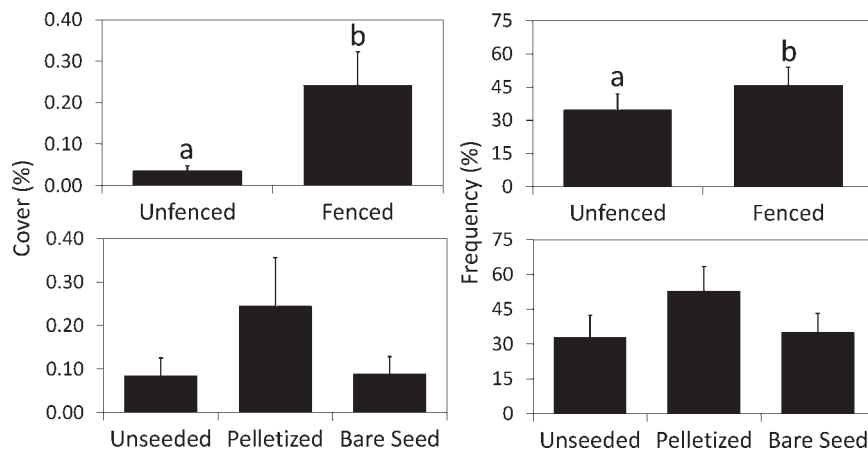 0.40
0.30
0.20
0.10
0.00
a
b
Unfenced Fenced
75
60
45
30
15
0
a
b
Unfenced Fenced
Cover (%)
Frequency (%)
0.40
0.30
0.20
0.10
0.00
Unseeded Pelletized Bare Seed
75
60
45
30
15
0
Unseeded Pelletized Bare Seed